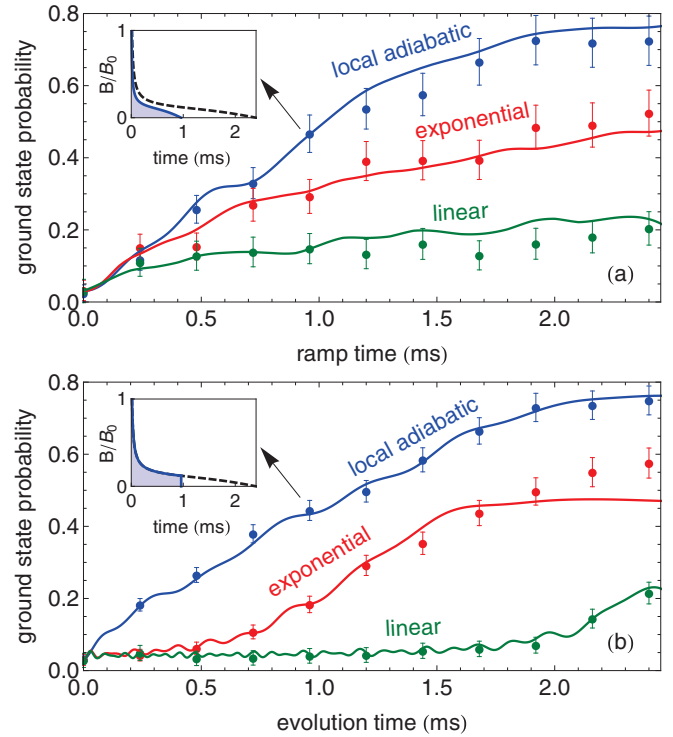 0.8
0.6
0.4
0.2
0.0
ground state probability
1
B/B0
0
0 1 2
time (ms)
local adiabatic
exponential
linear
(a)
0.0 0.5 1.0 1.5 2.0
ramp time (ms)
0.8
0.6
0.4
0.2
0.0
ground state probability
1
B/B0
0
0 1 2
time (ms)
local adiabatic
exponential
linear
(b)
0.0 0.5 1.0 1.5 2.0
evolution time (ms)